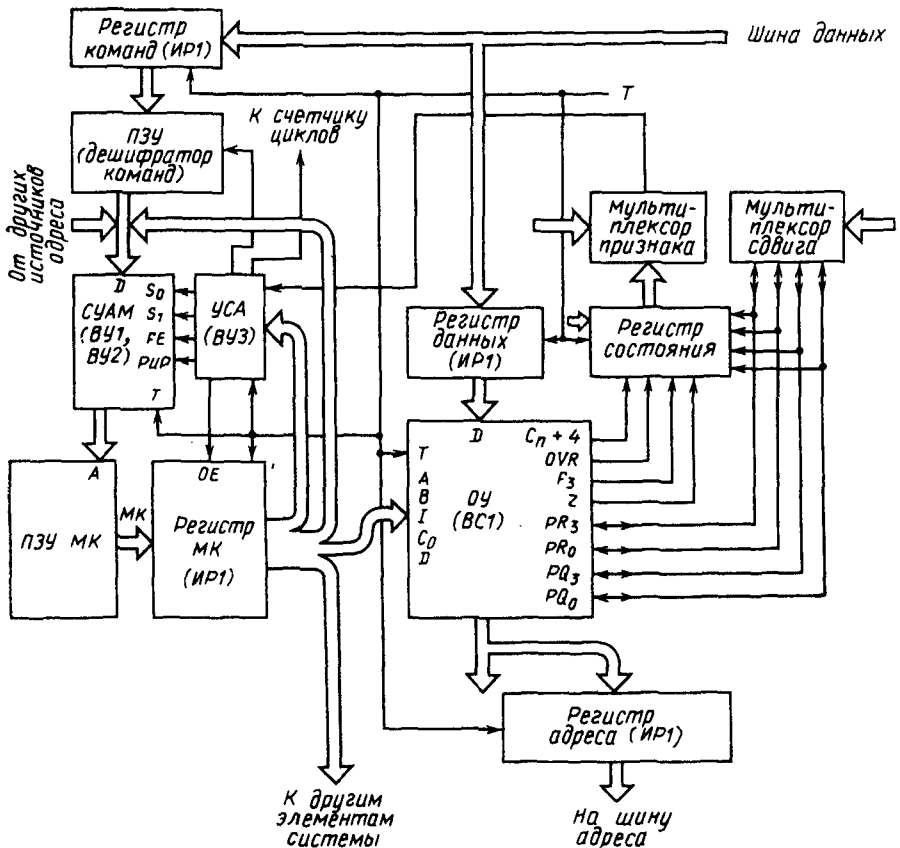 Регистр
команд (ИР1)
Шина данных
К счетчику
циклов
Т
ПЗУ
(дешифратор
команд)
От других
источников
адреса
Мульти-
плексор
признака
Мульти-
плексор
сдвига
D
СУАМ
(ВУ1,
ВУ2)
S0
S1
FE
PUP
T
УСА
(ВУ3)
Регистр
данных
(ИР1)
Регистр
состояния
A
ПЗУ МК
МК
OE
Регистр
МК
(ИР1)
D
T
A
B
I
C0
D
ОУ
(ВС1)
Cn + 4
OVR
F3
Z
PR3
PR0
PQ3
PQ0
Регистр
адреса (ИР1)
К другим
элементам
системы
На шину
адреса